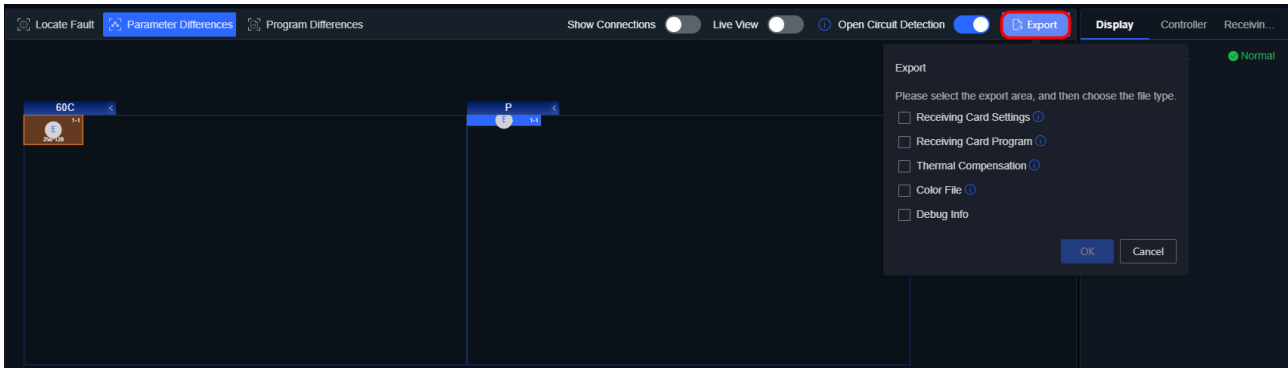 Locate Fault Parameter Differences Program Differences Show Connections Live View Open Circuit Detection Export Display Controller Receivin...
Normal
Export
Please select the export area, and then choose the file type.
Receiving Card Settings
Receiving Card Program
Thermal Compensation
Color File
Debug Info
OK Cancel
60C
E 1-1
P
E 1-1